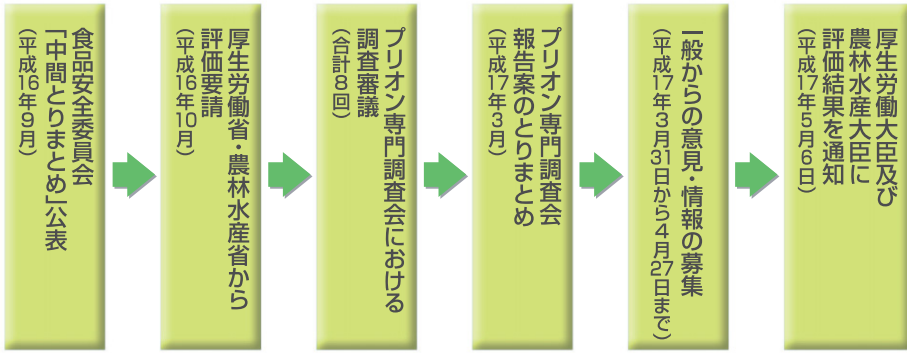 食品安全委員会
「中間とりまとめ」公表
（平成16年9月）
厚生労働省・農林水産省から
評価要請
（平成16年10月）
プリオン専門調査会における
調査審議
（合計8回）
プリオン専門調査会
報告案のとりまとめ
（平成17年3月）
一般からの意見・情報の募集
（平成17年3月31日から4月27日まで）
厚生労働大臣及び
農林水産大臣に
評価結果を通知
（平成17年5月6日）